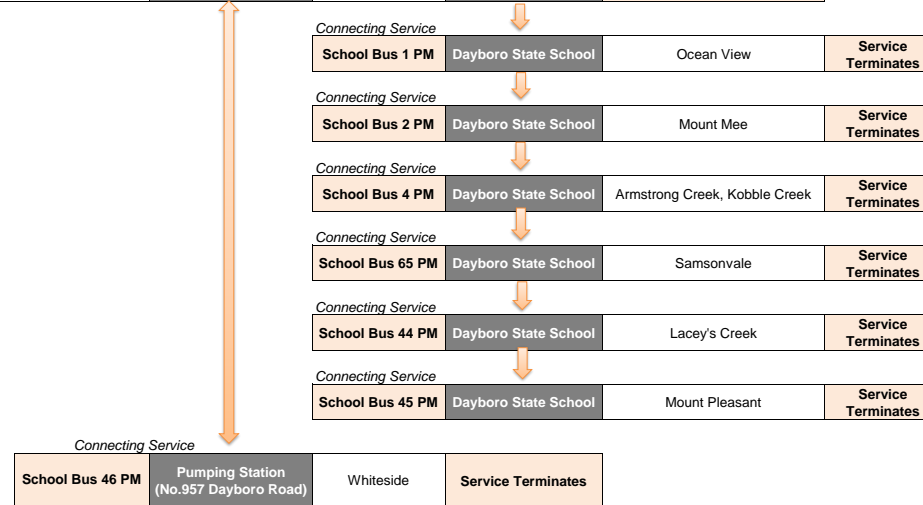 Connecting Service
School Bus 1 PM Dayboro State School Ocean View Service Terminates
Connecting Service
School Bus 2 PM Dayboro State School Mount Mee Service Terminates
Connecting Service
School Bus 4 PM Dayboro State School Armstrong Creek, Kobble Creek Service Terminates
Connecting Service
School Bus 65 PM Dayboro State School Samsonvale Service Terminates
Connecting Service
School Bus 44 PM Dayboro State School Lacey's Creek Service Terminates
Connecting Service
School Bus 45 PM Dayboro State School Mount Pleasant Service Terminates
Connecting Service
School Bus 46 PM Pumping Station (No.957 Dayboro Road) Whiteside Service Terminates